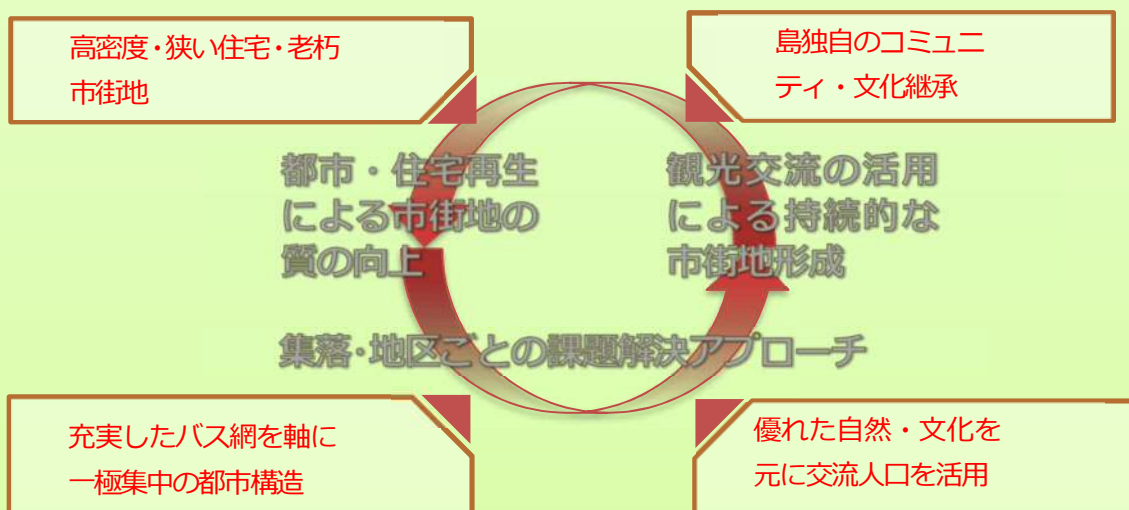 高密度・狭い住宅・老朽
市街地
島独自のコミュニ
ティ・文化継承
都市・住宅再生
による市街地の
質の向上
観光交流の活用
による持続的な
市街地形成
集落・地区ごとの課題解決アプローチ
充実したバス網を軸に
一極集中の都市構造
優れた自然・文化を
元に交流人口を活用